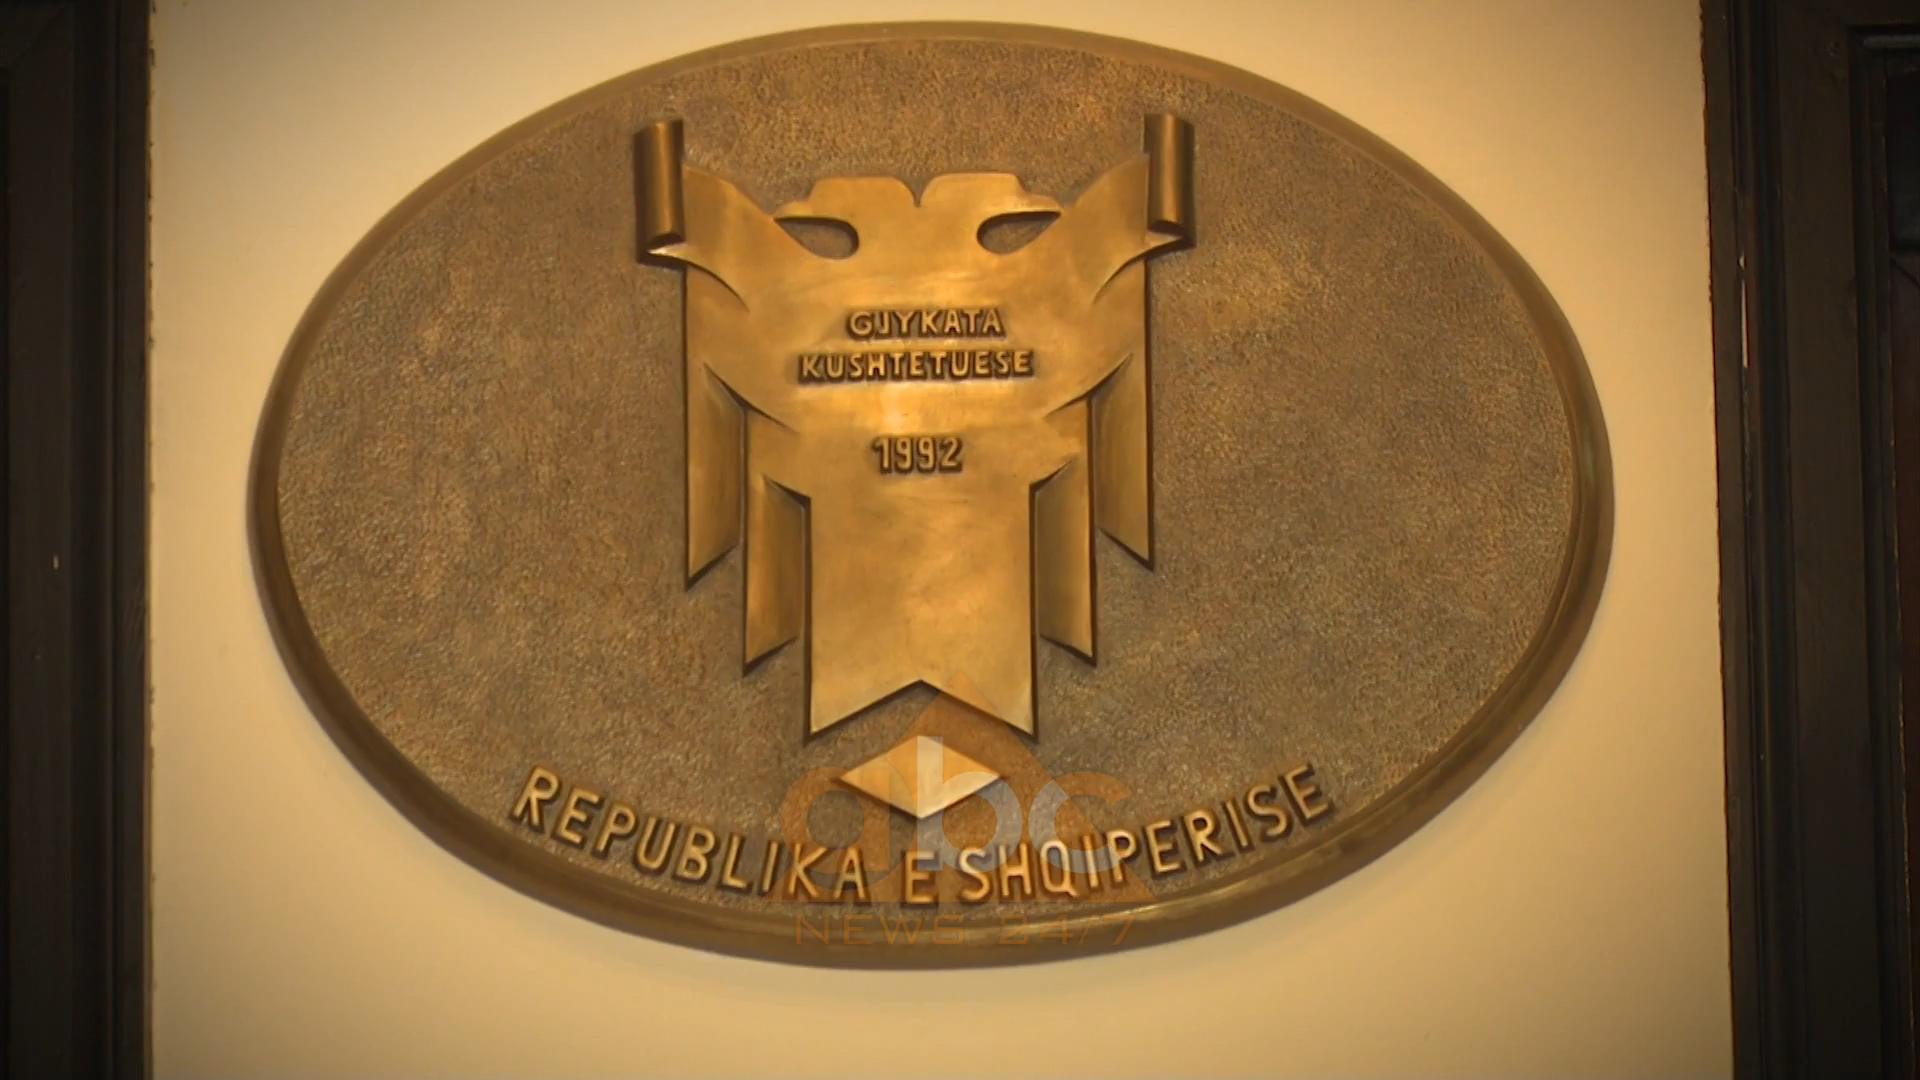 GJYKATA
KUSHTETUESE
1992
REPUBLIKA E SHQIPERISE
abc
NEWS 24/7